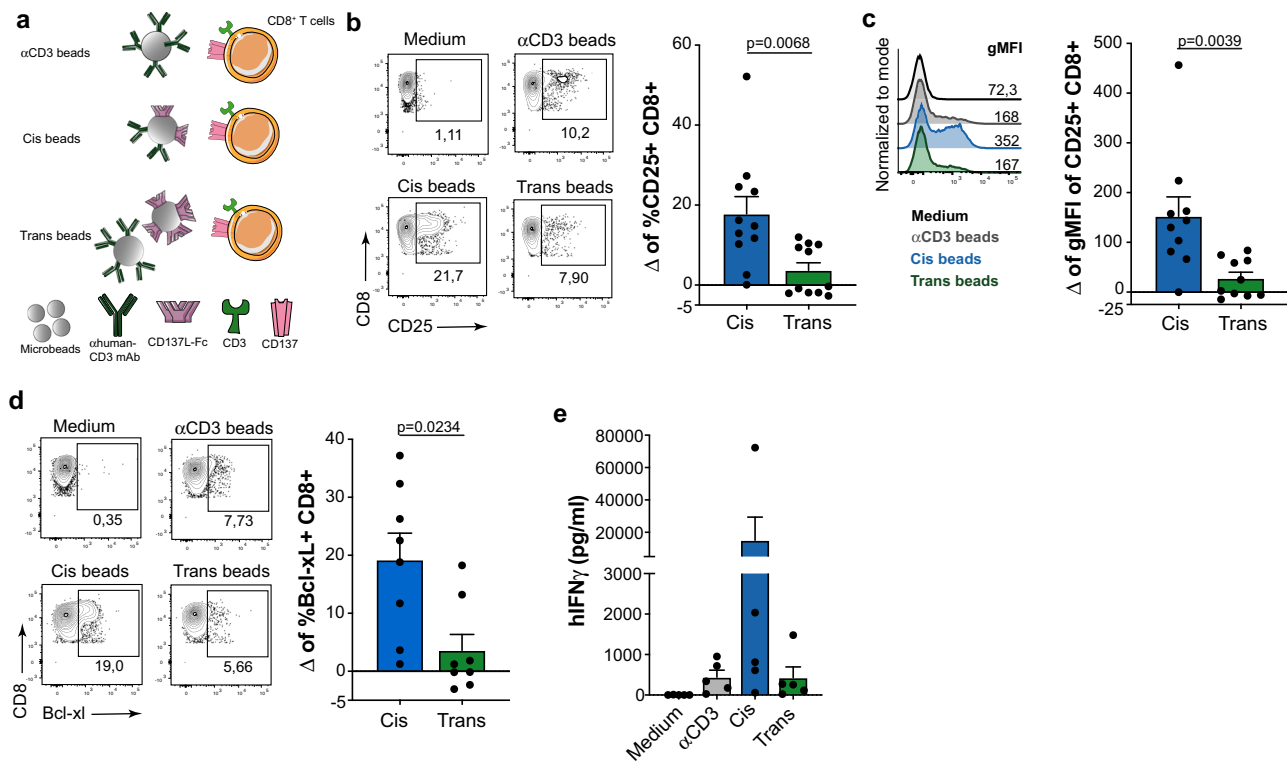 a
CD8+ T cells
αCD3 beads
Cis beads
Trans beads
Microbeads
αhuman-
CD3 mAb
CD137L-Fc
CD3
CD137
b
Medium
αCD3 beads
1,11
10,2
Cis beads
Trans beads
21,7
7,90
CD8
CD25
Δ of %CD25+ CD8+
60
40
20
0
-5
p=0.0068
Cis
Trans
c
gMFI
Normalized to mode
72,3
168
352
167
Medium
αCD3 beads
Cis beads
Trans beads
Δ of gMFI of CD25+ CD8+
500
400
300
200
100
0
-25
p=0.0039
Cis
Trans
d
Medium
αCD3 beads
0,35
7,73
Cis beads
Trans beads
19,0
5,66
CD8
Bcl-xl
Δ of %Bcl-xL+ CD8+
40
30
20
10
0
-5
p=0.0234
Cis
Trans
e
hIFNγ (pg/ml)
80000
60000
40000
20000
3000
2000
1000
0
Medium
αCD3
Cis
Trans